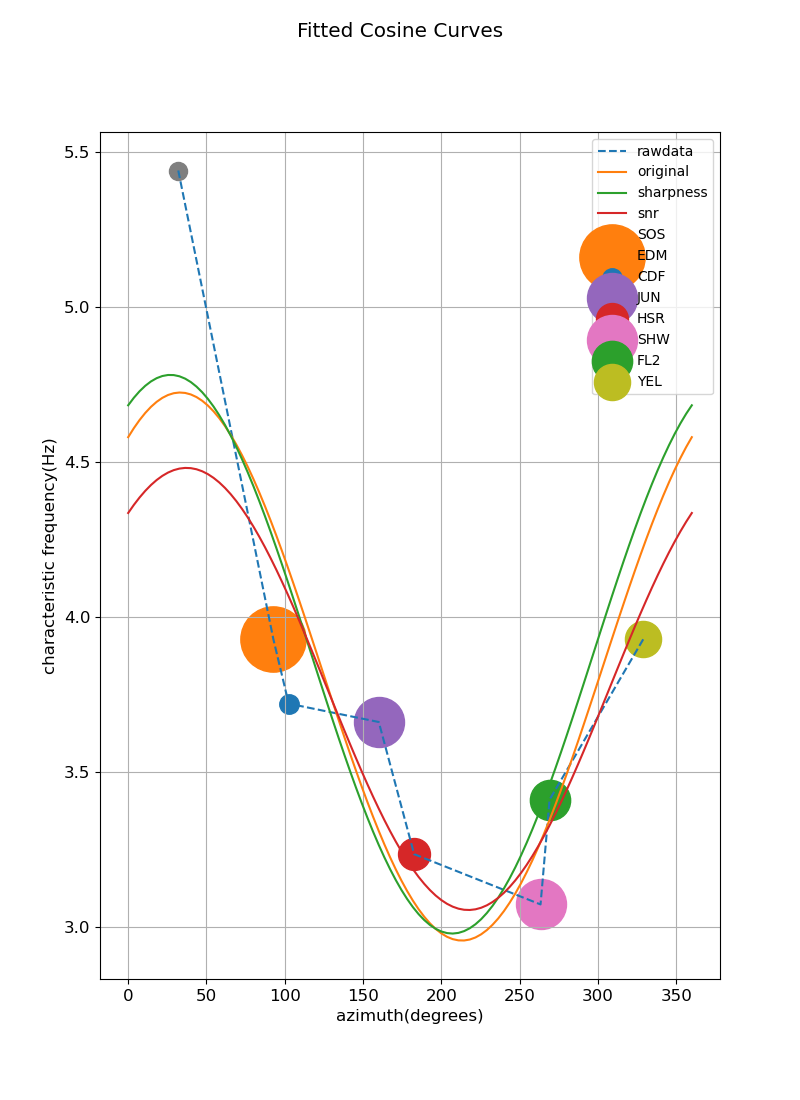 Fitted Cosine Curves
5.5
5.0
4.5
4.0
3.5
3.0
characteristic frequency(Hz)
0 50 100 150 200 250 300 350
azimuth(degrees)
rawdata
original
sharpness
snr
SOS
EDM
CDF
JUN
HSR
SHW
FL2
YEL